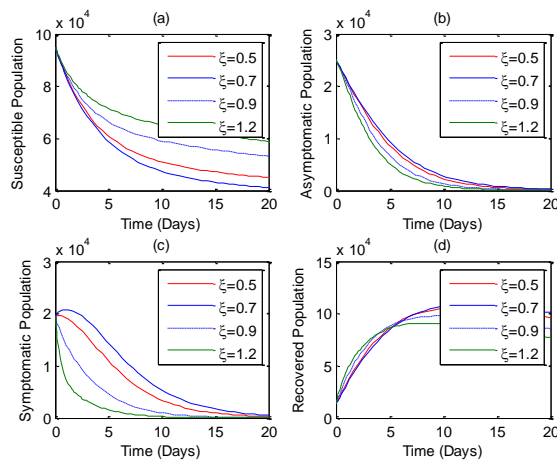 (a)
x 10^4
Susceptible Population
10
8
6
4
0 5 10 15 20
Time (Days)
ξ=0.5
ξ=0.7
ξ=0.9
ξ=1.2
(b)
x 10^4
Asymptomatic Population
3
2
1
0
0 5 10 15 20
Time (Days)
ξ=0.5
ξ=0.7
ξ=0.9
ξ=1.2
(c)
x 10^4
Symptomatic Population
3
2
1
0
0 5 10 15 20
Time (Days)
ξ=0.5
ξ=0.7
ξ=0.9
ξ=1.2
(d)
x 10^4
Recovered Population
15
10
5
0
0 5 10 15 20
Time (Days)
ξ=0.5
ξ=0.7
ξ=0.9
ξ=1.2